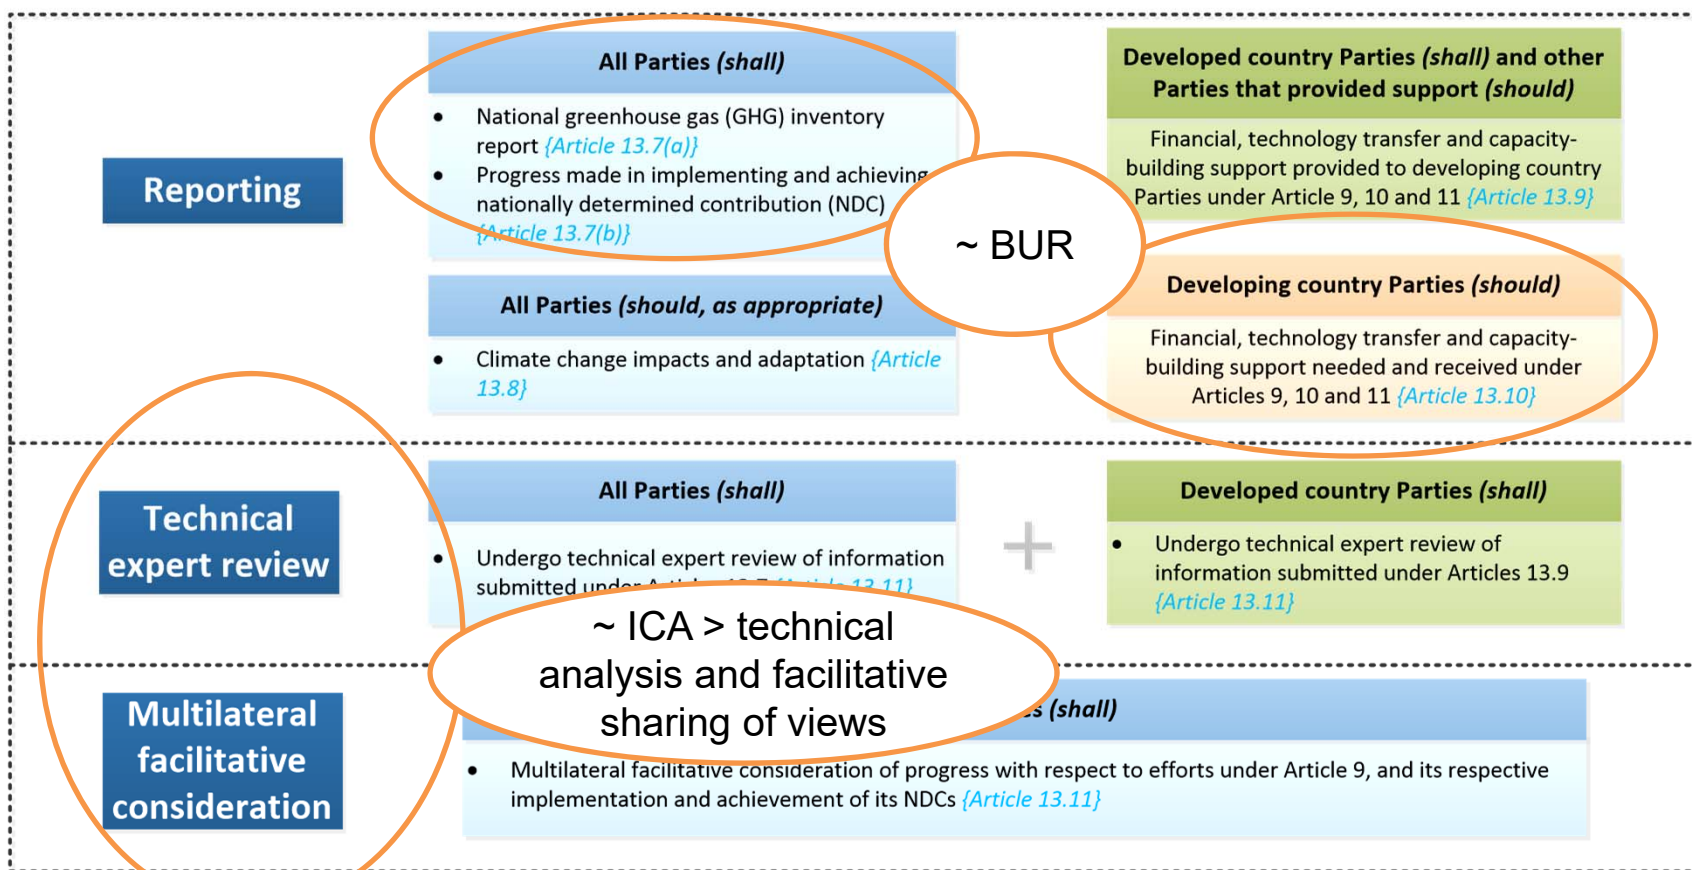 Reporting
All Parties (shall)
• National greenhouse gas (GHG) inventory
report {Article 13.7(a)}
• Progress made in implementing and achieving
nationally determined contribution (NDC)
{Article 13.7(b)}
All Parties (should, as appropriate)
• Climate change impacts and adaptation {Article
13.8}
~ BUR
Developed country Parties (shall) and other
Parties that provided support (should)
Financial, technology transfer and capacity-
building support provided to developing country
Parties under Article 9, 10 and 11 {Article 13.9}
Developing country Parties (should)
Financial, technology transfer and capacity-
building support needed and received under
Articles 9, 10 and 11 {Article 13.10}
Technical
expert review
All Parties (shall)
• Undergo technical expert review of information
submitted under 13.11}
+
Developed country Parties (shall)
• Undergo technical expert review of
information submitted under Articles 13.9
{Article 13.11}
~ ICA > technical
analysis and facilitative
sharing of views
Multilateral
facilitative
consideration
(shall)
• Multilateral facilitative consideration of progress with respect to efforts under Article 9, and its respective
implementation and achievement of its NDCs {Article 13.11}